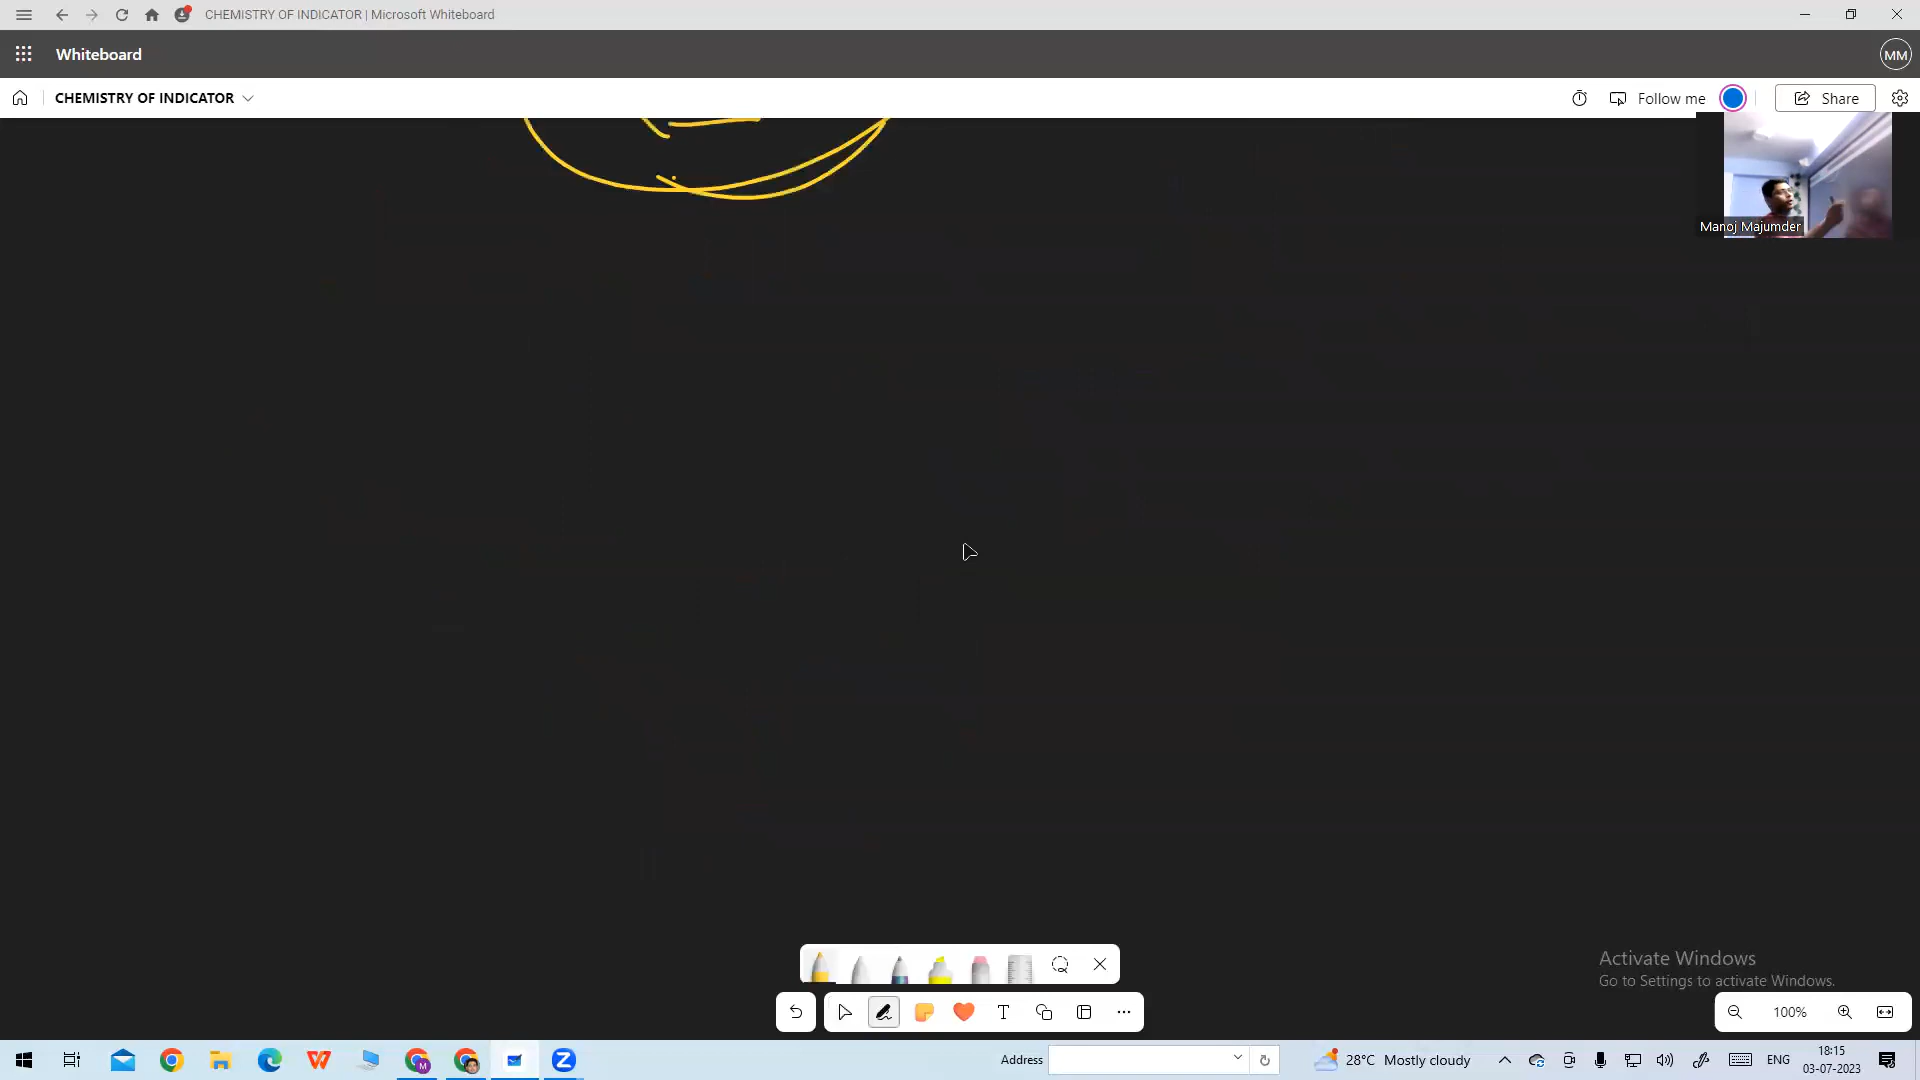 CHEMISTRY OF INDICATOR | Microsoft Whiteboard
Whiteboard
MM
CHEMISTRY OF INDICATOR
Follow me
Share
Manoj Majumder
Activate Windows
Go to Settings to activate Windows.
T
100%
Address
28°C Mostly cloudy
ENG
18:15
03-07-2023